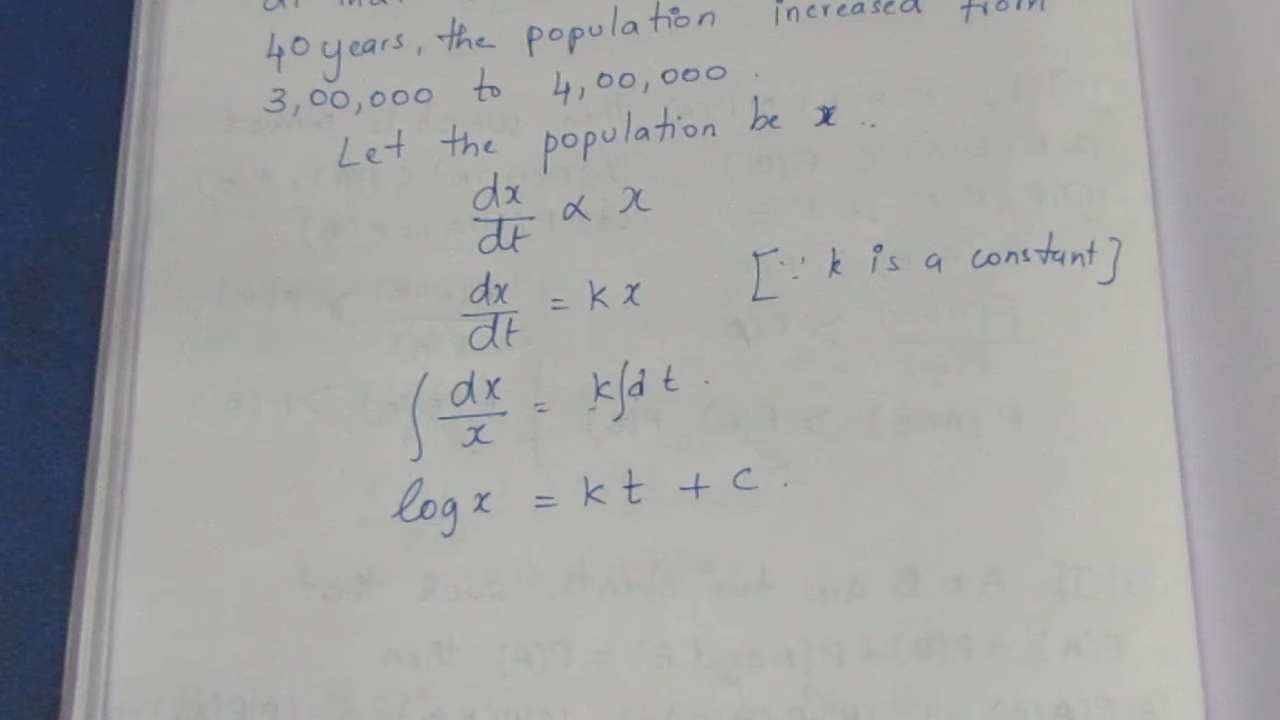 40 years, the population increased from
3,00,000 to 4,00,000.
Let the population be x..
dx/dt ∝ x
dx/dt = kx [∵ k is a constant]
∫ dx/x = k∫dt.
log x = kt + c.